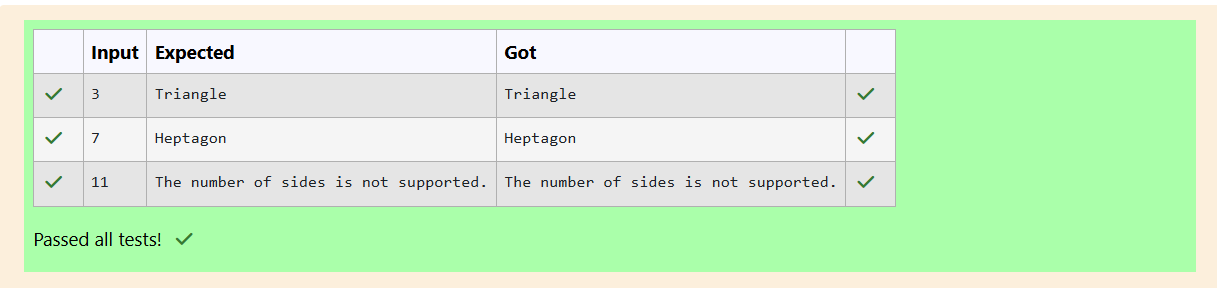 Input Expected Got
3 Triangle Triangle
7 Heptagon Heptagon
11 The number of sides is not supported. The number of sides is not supported.
Passed all tests!